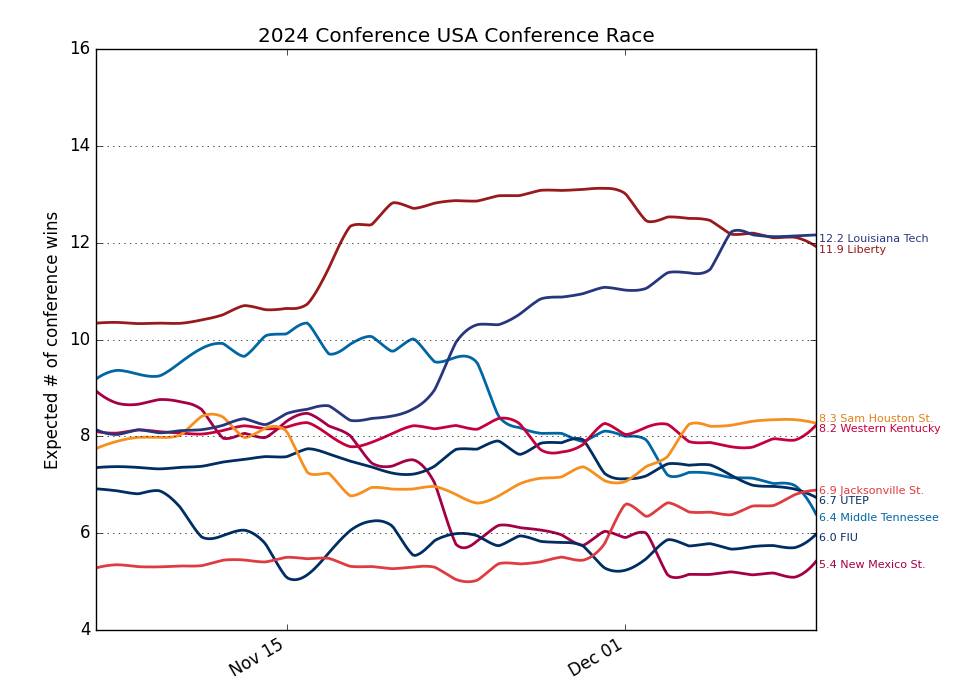 2024 Conference USA Conference Race
Expected # of conference wins
16
14
12
10
8
6
4
Nov 15
Dec 01
12.2 Louisiana Tech
11.9 Liberty
8.3 Sam Houston St.
8.2 Western Kentucky
6.9 Jacksonville St.
6.7 UTEP
6.4 Middle Tennessee
6.0 FIU
5.4 New Mexico St.